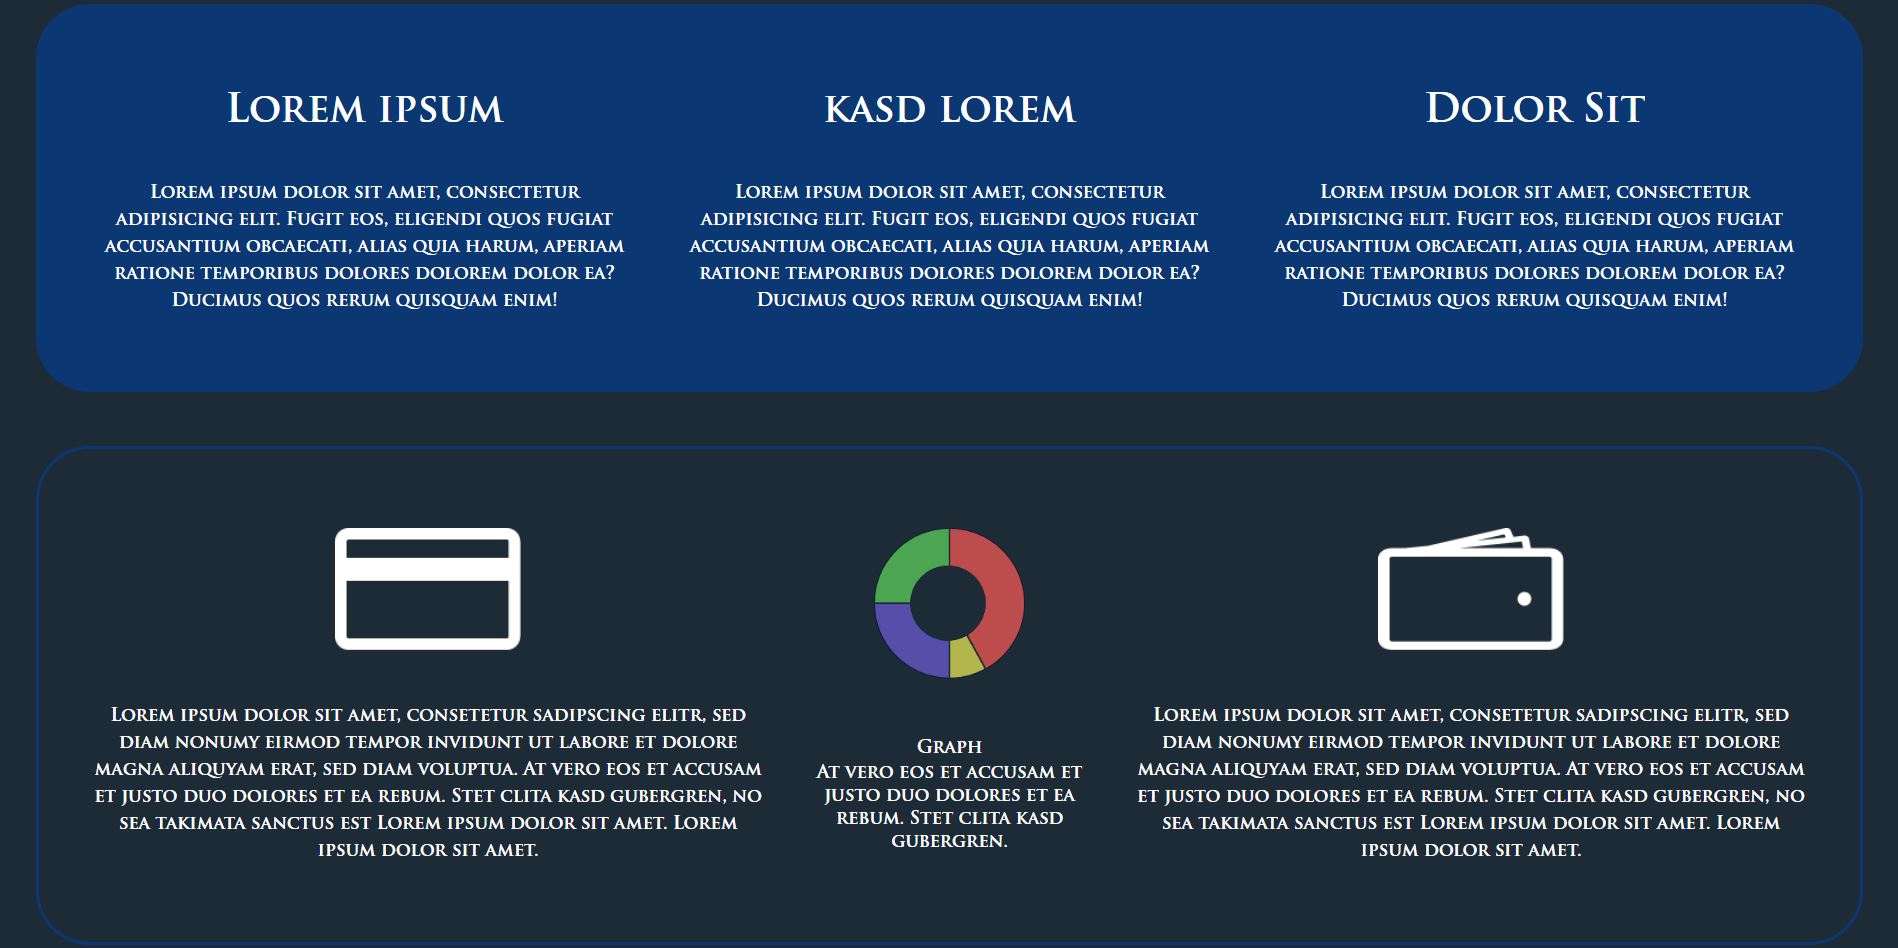 Lorem ipsum
Lorem ipsum dolor sit amet, consectetur
adipisicing elit. Fugit eos, eligendi quos fugiat
accusantium obcaecati, alias quia harum, aperiam
ratione temporibus dolores dolorem dolor ea?
Ducimus quos rerum quisquam enim!
kasd lorem
Lorem ipsum dolor sit amet, consectetur
adipisicing elit. Fugit eos, eligendi quos fugiat
accusantium obcaecati, alias quia harum, aperiam
ratione temporibus dolores dolorem dolor ea?
Ducimus quos rerum quisquam enim!
Dolor Sit
Lorem ipsum dolor sit amet, consectetur
adipisicing elit. Fugit eos, eligendi quos fugiat
accusantium obcaecati, alias quia harum, aperiam
ratione temporibus dolores dolorem dolor ea?
Ducimus quos rerum quisquam enim!
Lorem ipsum dolor sit amet, consetetur sadipscing elitr, sed
diam nonumy eirmod tempor invidunt ut labore et dolore
magna aliquyam erat, sed diam voluptua. At vero eos et accusam
et justo duo dolores et ea rebum. Stet clita kasd gubergren, no
sea takimata sanctus est Lorem ipsum dolor sit amet. Lorem
ipsum dolor sit amet.
Graph
At vero eos et accusam et
justo duo dolores et ea
rebum. Stet clita kasd
gubergren.
Lorem ipsum dolor sit amet, consetetur sadipscing elitr, sed
diam nonumy eirmod tempor invidunt ut labore et dolore
magna aliquyam erat, sed diam voluptua. At vero eos et accusam
et justo duo dolores et ea rebum. Stet clita kasd gubergren, no
sea takimata sanctus est Lorem ipsum dolor sit amet. Lorem
ipsum dolor sit amet.